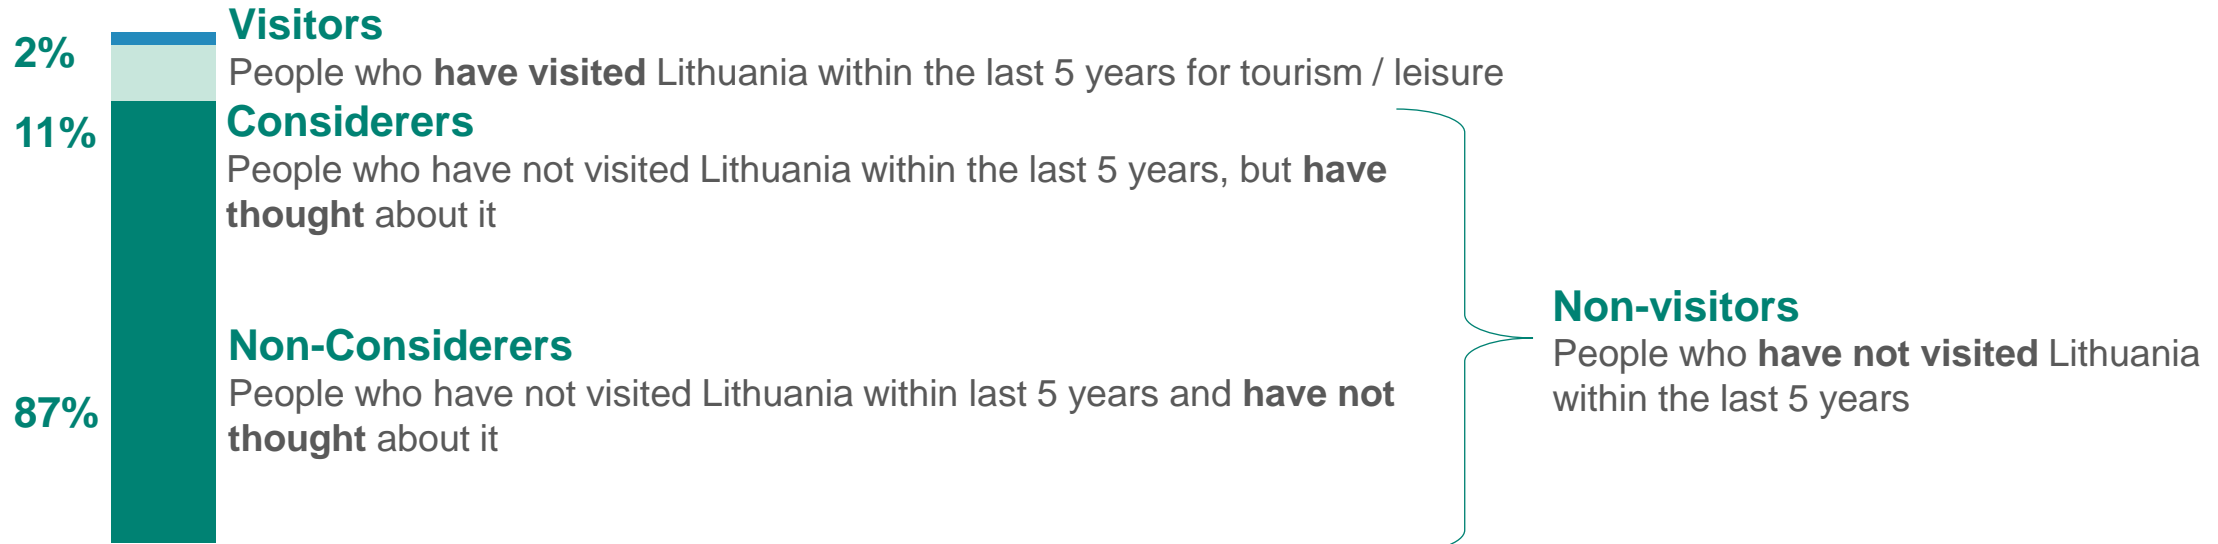 2%
Visitors
People who have visited Lithuania within the last 5 years for tourism / leisure
11%
Considerers
People who have not visited Lithuania within the last 5 years, but have
thought about it
87%
Non-Considerers
People who have not visited Lithuania within last 5 years and have not
thought about it
Non-visitors
People who have not visited Lithuania
within the last 5 years